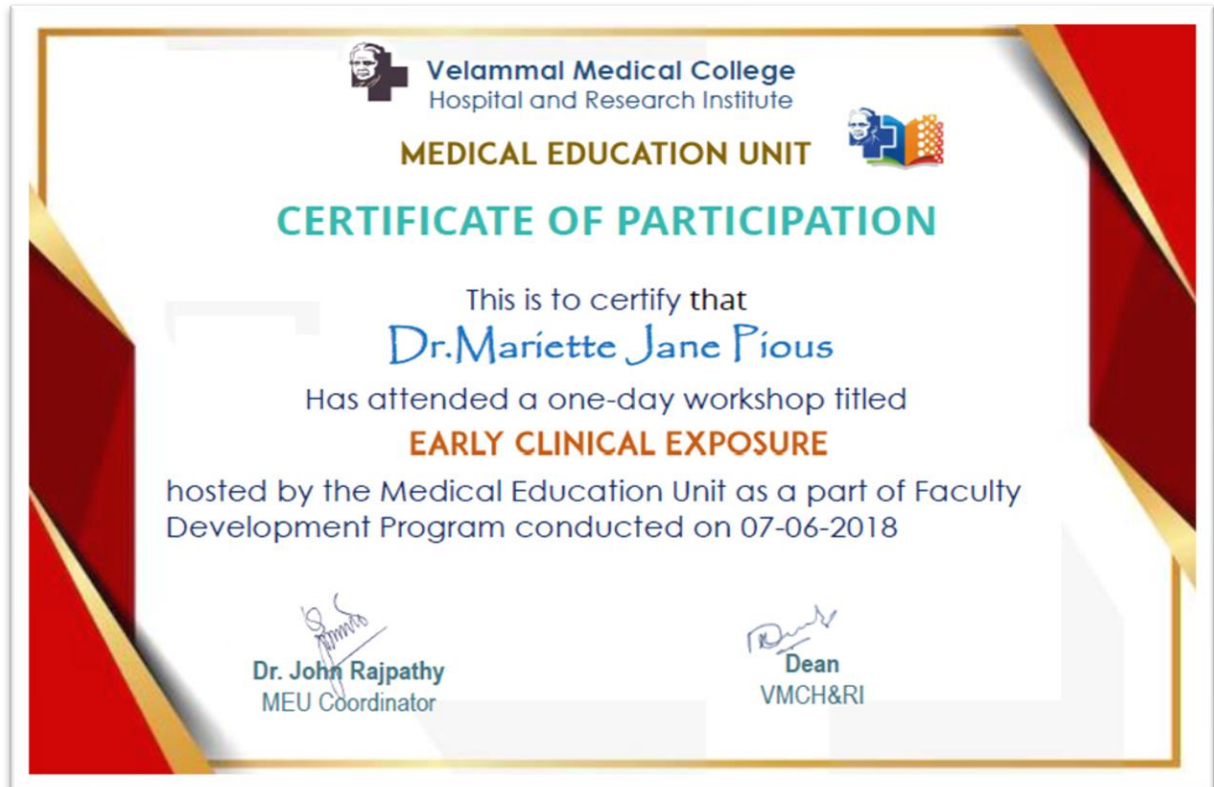 Velammal Medical College
Hospital and Research Institute
MEDICAL EDUCATION UNIT
CERTIFICATE OF PARTICIPATION
This is to certify that
Dr.Mariette Jane Pious
Has attended a one-day workshop titled
EARLY CLINICAL EXPOSURE
hosted by the Medical Education Unit as a part of Faculty
Development Program conducted on 07-06-2018
Dr. John Rajpathy
MEU Coordinator
Dean
VMCH&RI